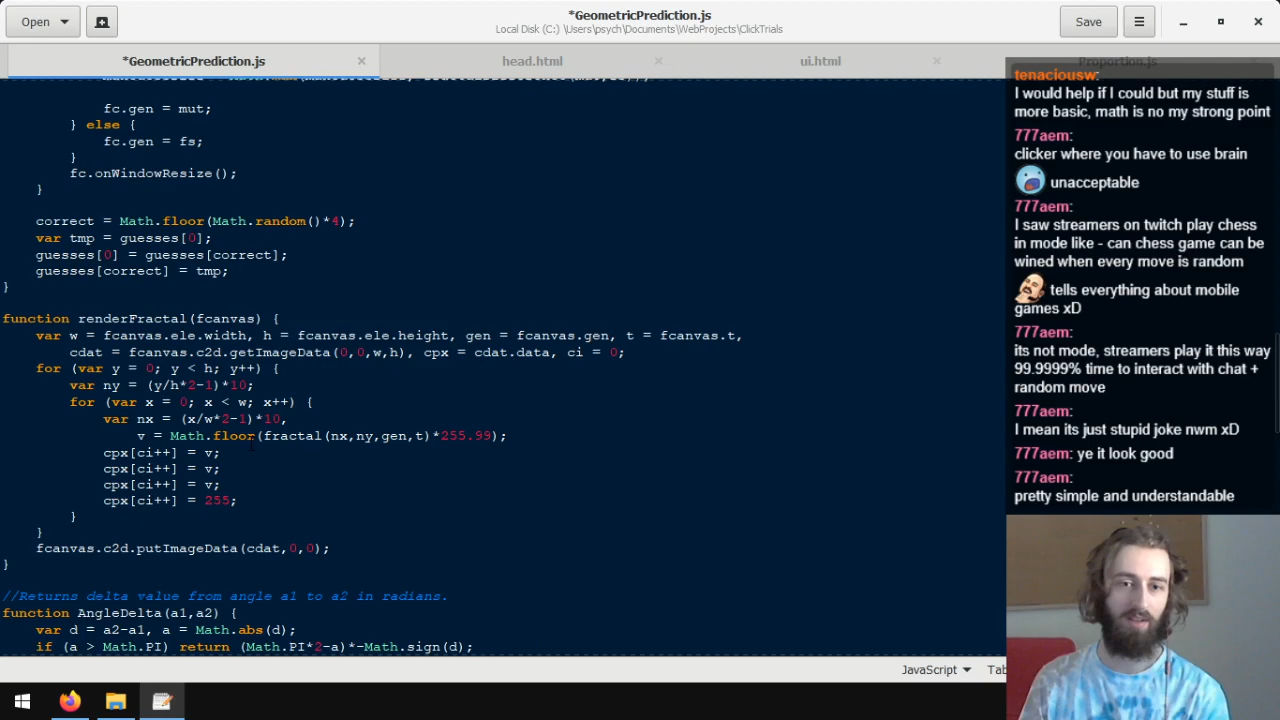 Open
*GeometricPrediction.js
Local Disk (C:) \Users\psych\Documents\WebProjects\ClickTrials
Save
*GeometricPrediction.js
head.html
ui.html
Proportion.js
fc.gen = mut;
} else {
fc.gen = fs;
}
fc.onWindowResize();
}
correct = Math.floor(Math.random()*4);
var tmp = guesses[0];
guesses[0] = guesses[correct];
guesses[correct] = tmp;
}
function renderFractal(fcanvas) {
var w = fcanvas.ele.width, h = fcanvas.ele.height, gen = fcanvas.gen, t = fcanvas.t,
cdat = fcanvas.c2d.getImageData(0,0,w,h), cpx = cdat.data, ci = 0;
for (var y = 0; y < h; y++) {
var ny = (y/h*2-1)*10;
for (var x = 0; x < w; x++) {
var nx = (x/w*2-1)*10,
v = Math.floor(fractal(nx,ny,gen,t)*255.99);
cpx[ci++] = v;
cpx[ci++] = v;
cpx[ci++] = v;
cpx[ci++] = 255;
}
}
fcanvas.c2d.putImageData(cdat,0,0);
}
//Returns delta value from angle a1 to a2 in radians.
function AngleDelta(a1,a2) {
var d = a2-a1, a = Math.abs(d);
if (a > Math.PI) return (Math.PI*2-a)*-Math.sign(d);
JavaScript
Tab
tenaciousw:
I would help if I could but my stuff is
more basic, math is no my strong point
777aem:
clicker where you have to use brain
unacceptable
777aem:
I saw streamers on twitch play chess
in mode like - can chess game can be
wined when every move is random
tells everything about mobile
games xD
777aem:
its not mode, streamers play it this way
99.9999% time to interact with chat +
random move
777aem:
I mean its just stupid joke nwm xD
777aem: ye it look good
777aem:
pretty simple and understandable